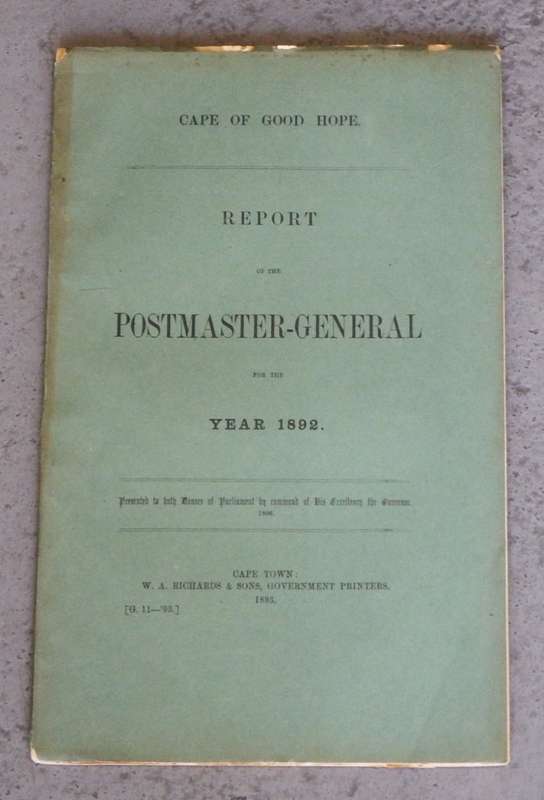 CAPE OF GOOD HOPE.
REPORT
OF THE
POSTMASTER-GENERAL
FOR THE
YEAR 1892.
Presented to both Houses of Parliament by command of His Excellency the Governor.
CAPE TOWN:
W. A. RICHARDS & SONS, GOVERNMENT PRINTERS.
1893.
[G. 11—'93.]